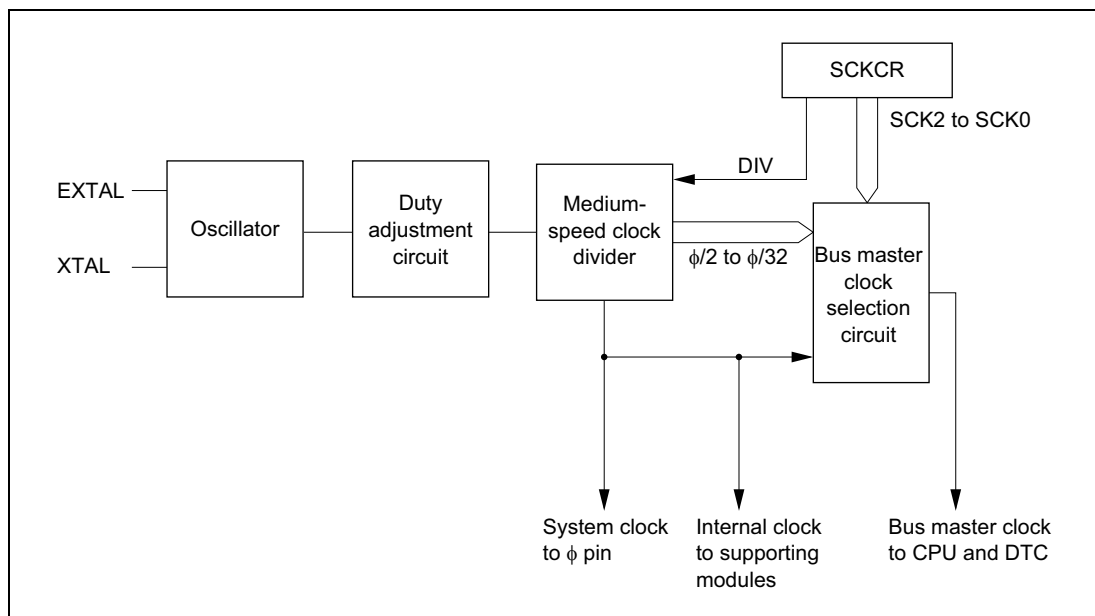 SCKCR
SCK2 to SCK0
DIV
EXTAL
XTAL
Oscillator
Duty
adjustment
circuit
Medium-
speed clock
divider
ϕ/2 to ϕ/32
Bus master
clock
selection
circuit
System clock
to ϕ pin
Internal clock
to supporting
modules
Bus master clock
to CPU and DTC